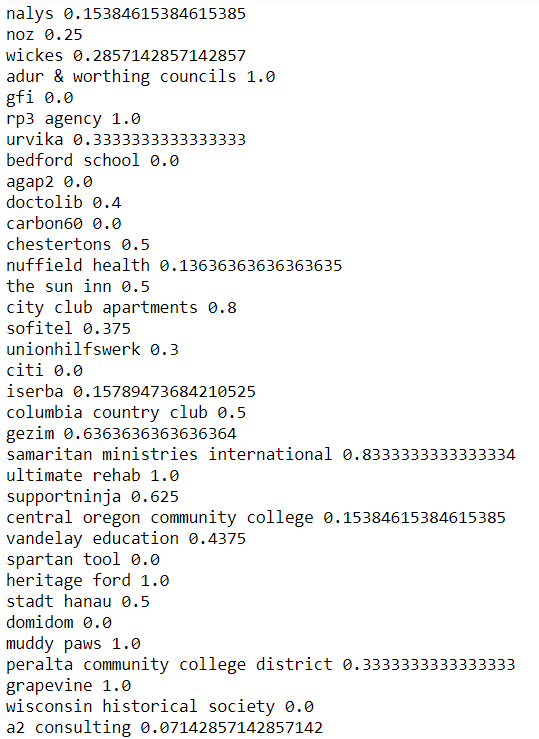 nalys 0.15384615384615385
noz 0.25
wickes 0.2857142857142857
adur & worthing councils 1.0
gfi 0.0
rp3 agency 1.0
urvika 0.3333333333333333
bedford school 0.0
agap2 0.0
doctolib 0.4
carbon60 0.0
chestertons 0.5
nuffield health 0.13636363636363635
the sun inn 0.5
city club apartments 0.8
sofitel 0.375
unionhilfswerk 0.3
citi 0.0
iserba 0.15789473684210525
columbia country club 0.5
gezim 0.6363636363636364
samaritan ministries international 0.8333333333333334
ultimate rehab 1.0
supportninja 0.625
central oregon community college 0.15384615384615385
vandelay education 0.4375
spartan tool 0.0
heritage ford 1.0
stadt hanau 0.5
domidom 0.0
muddy paws 1.0
peralta community college district 0.3333333333333333
grapevine 1.0
wisconsin historical society 0.0
a2 consulting 0.07142857142857142